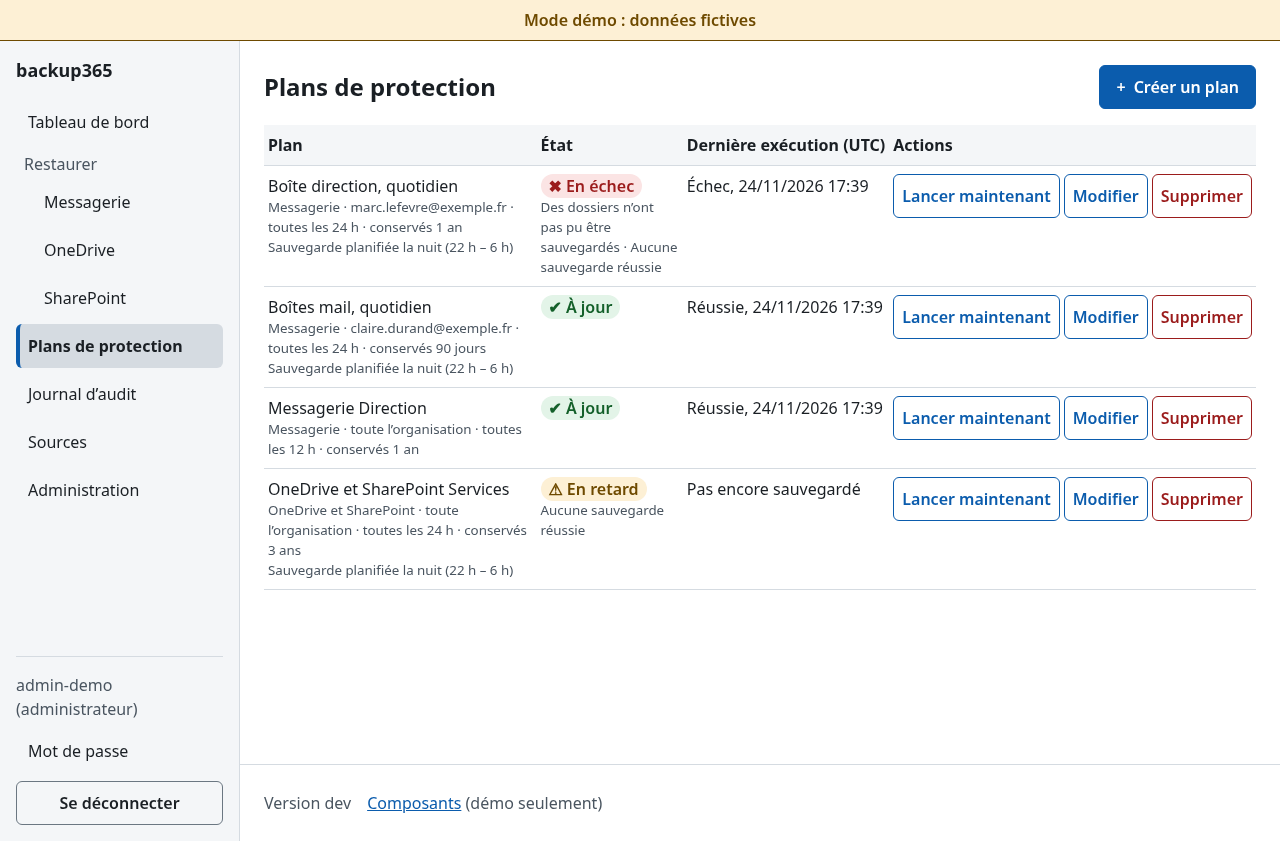 Mode démo : données fictives
backup365
Tableau de bord
Restaurer
Messagerie
OneDrive
SharePoint
Plans de protection
Journal d’audit
Sources
Administration
admin-demo
(administrateur)
Mot de passe
Se déconnecter
Plans de protection
+ Créer un plan
Plan État Dernière exécution (UTC) Actions
Boîte direction, quotidien
Messagerie · marc.lefevre@exemple.fr ·
toutes les 24 h · conservés 1 an
Sauvegarde planifiée la nuit (22 h – 6 h)
✖ En échec
Des dossiers n’ont
pas pu être
sauvegardés · Aucune
sauvegarde réussie
Échec, 24/11/2026 17:39
Lancer maintenant Modifier Supprimer
Boîtes mail, quotidien
Messagerie · claire.durand@exemple.fr ·
toutes les 24 h · conservés 90 jours
Sauvegarde planifiée la nuit (22 h – 6 h)
✔ À jour
Réussie, 24/11/2026 17:39
Lancer maintenant Modifier Supprimer
Messagerie Direction
Messagerie · toute l’organisation · toutes
les 12 h · conservés 1 an
✔ À jour
Réussie, 24/11/2026 17:39
Lancer maintenant Modifier Supprimer
OneDrive et SharePoint Services
OneDrive et SharePoint · toute
l’organisation · toutes les 24 h · conservés
3 ans
Sauvegarde planifiée la nuit (22 h – 6 h)
⚠ En retard
Aucune sauvegarde
réussie
Pas encore sauvegardé
Lancer maintenant Modifier Supprimer
Version dev Composants (démo seulement)